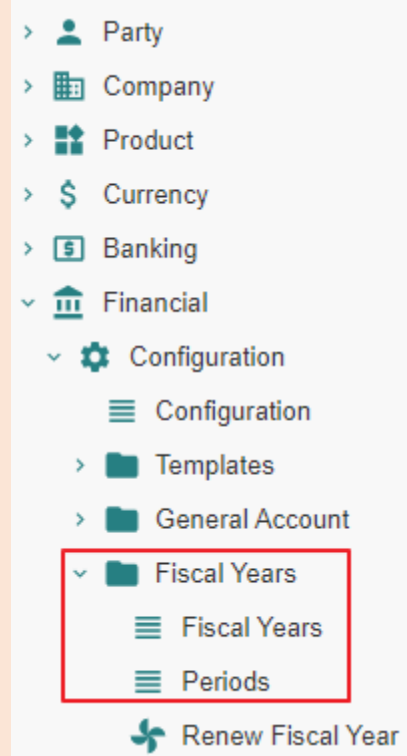 Party
Company
Product
$ Currency
Banking
Financial
Configuration
Configuration
Templates
General Account
Fiscal Years
Fiscal Years
Periods
Renew Fiscal Year